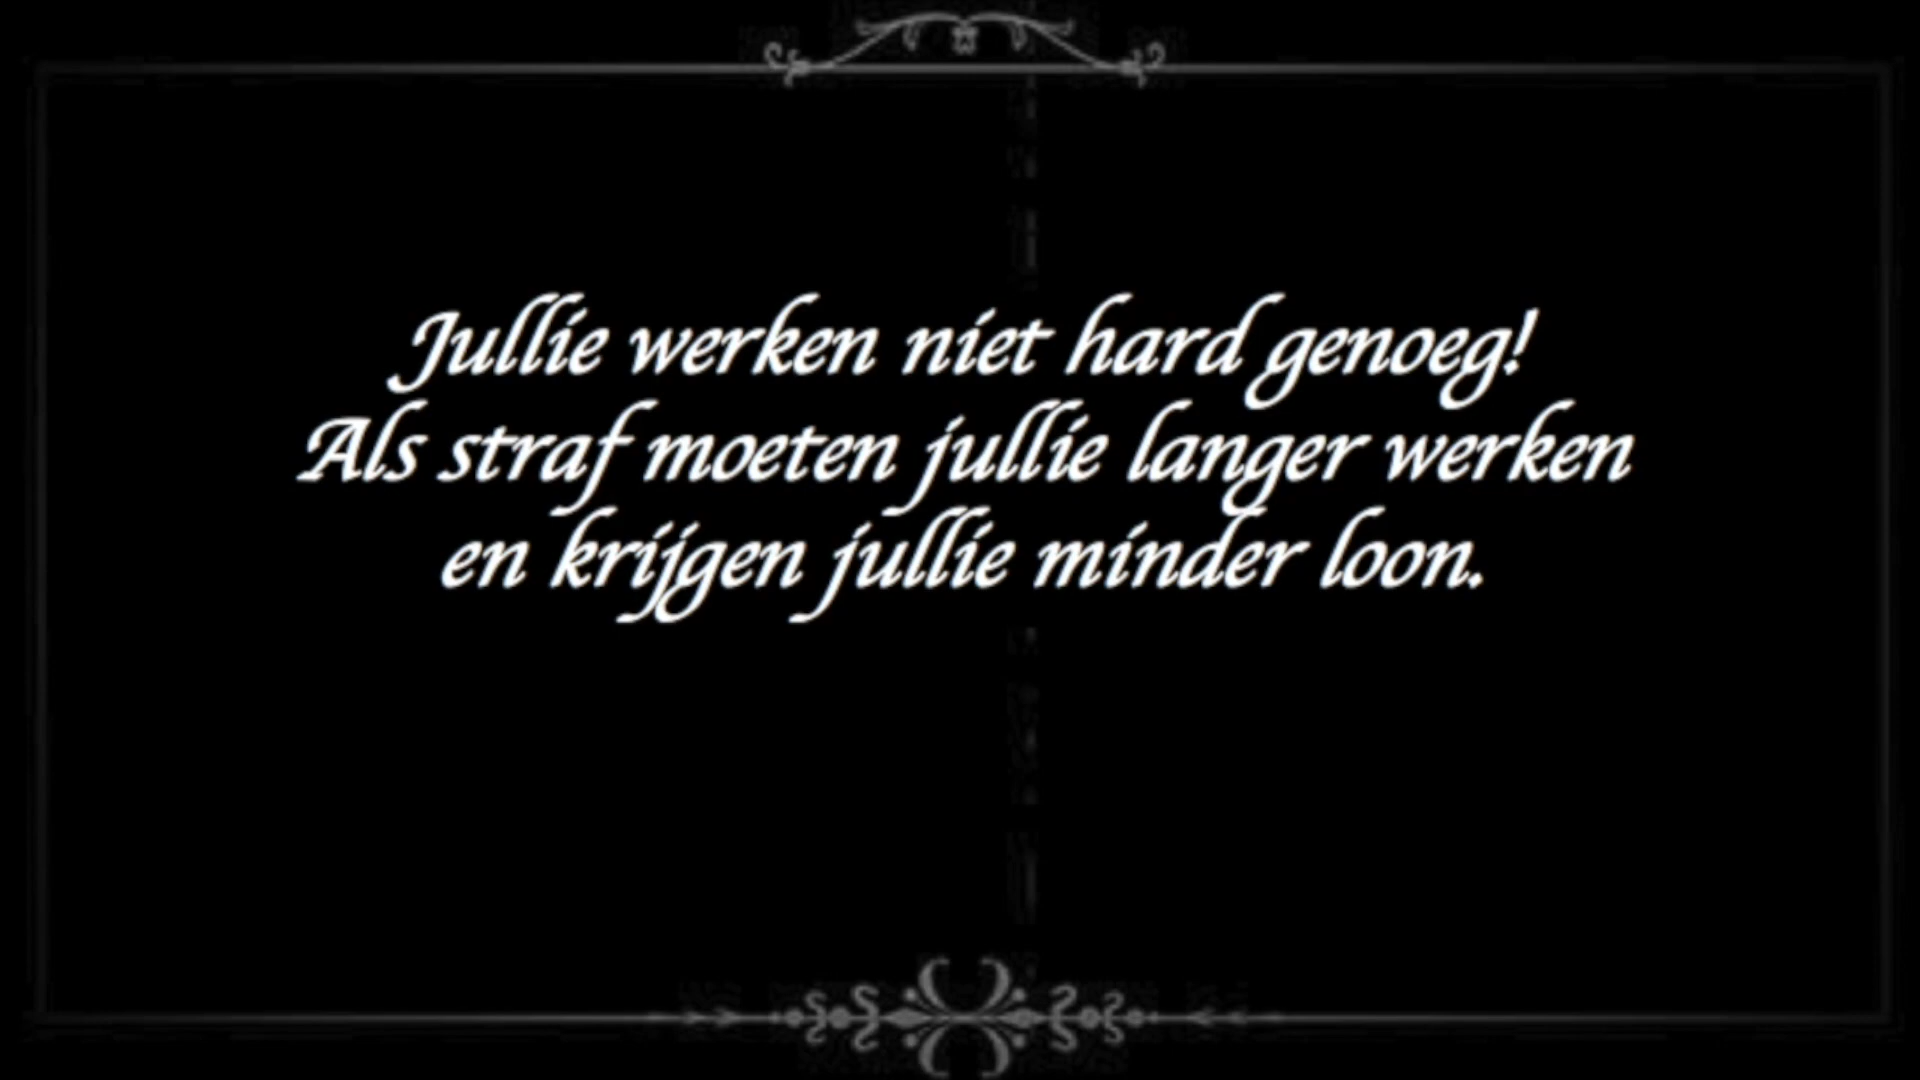 Jullie werken niet hard genoeg!
Als straf moeten jullie langer werken
en krijgen jullie minder loon.